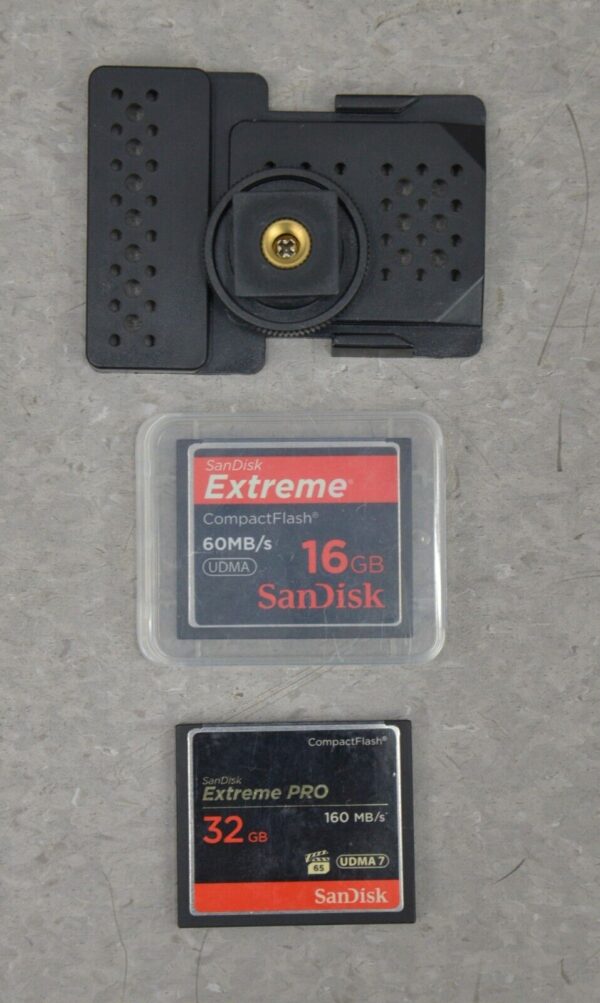 SanDisk
Extreme®
CompactFlash®
60MB/s
UDMA
16GB
SanDisk
CompactFlash®
SanDisk
Extreme PRO
160 MB/s
32 GB
65
UDMA 7
SanDisk